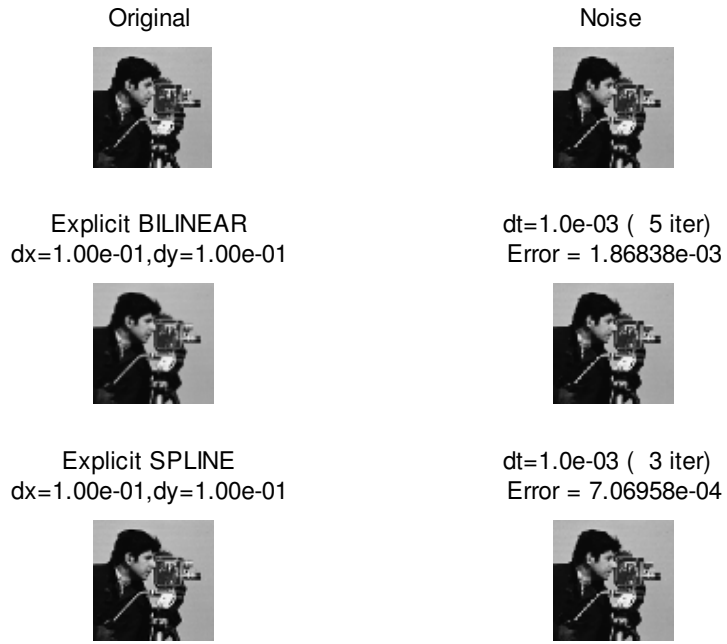 Original
Noise
Explicit BILINEAR
dx=1.00e-01,dy=1.00e-01
dt=1.0e-03 (  5 iter)
Error = 1.86838e-03
Explicit SPLINE
dx=1.00e-01,dy=1.00e-01
dt=1.0e-03 (  3 iter)
Error = 7.06958e-04